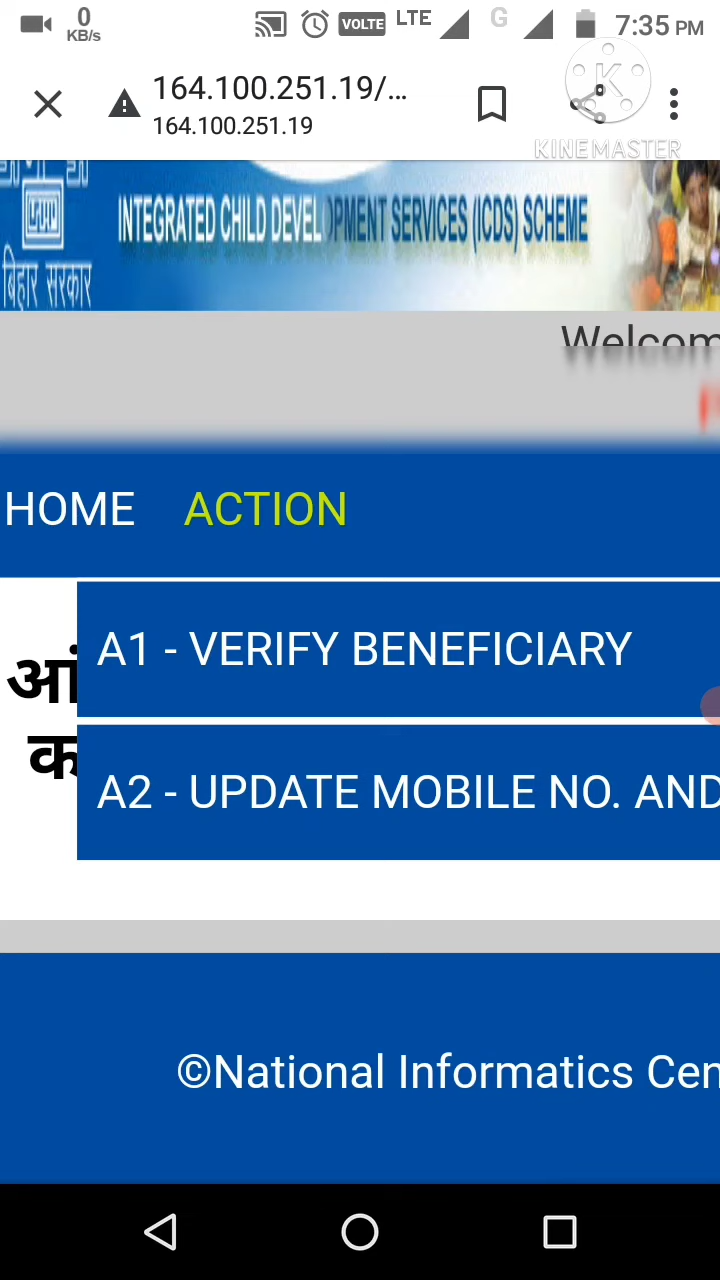 0
KB/s
VOLTE
LTE
G
7:35 PM
164.100.251.19/...
164.100.251.19
K
KINEMASTER
INTEGRATED CHILD DEVELOPMENT SERVICES (ICDS) SCHEME
बिहार सरकार
Welcom
HOME ACTION
A1 - VERIFY BENEFICIARY
आं
क
A2 - UPDATE MOBILE NO. AND
©National Informatics Cen